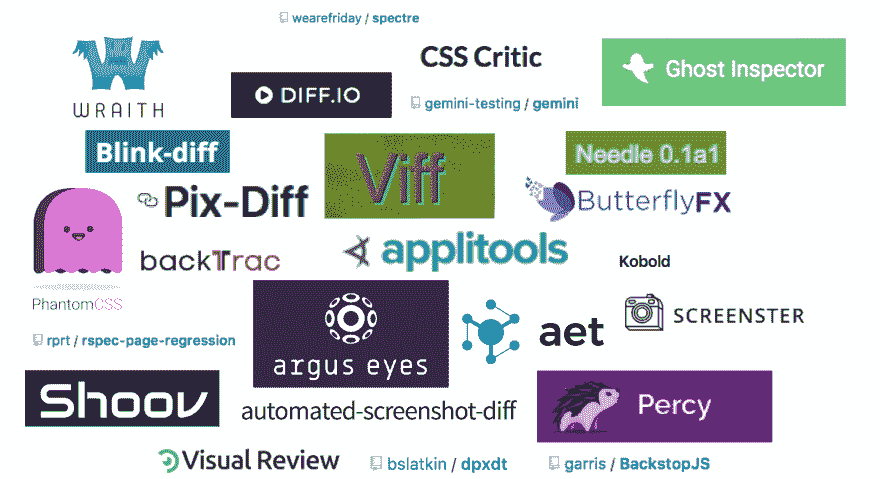 wearefriday / spectre
WRAITH
DIFF.IO
CSS Critic
gemini-testing / gemini
Ghost Inspector
Blink-diff
Viff
Needle 0.1a1
Pix-Diff
ButterflyFX
backTrac
applitools
Kobold
PhantomCSS
rprt / rspec-page-regression
argus eyes
aet
SCREENSTER
Shoov
automated-screenshot-diff
Percy
Visual Review
bslatkin / dpxdt
garris / BackstopJS